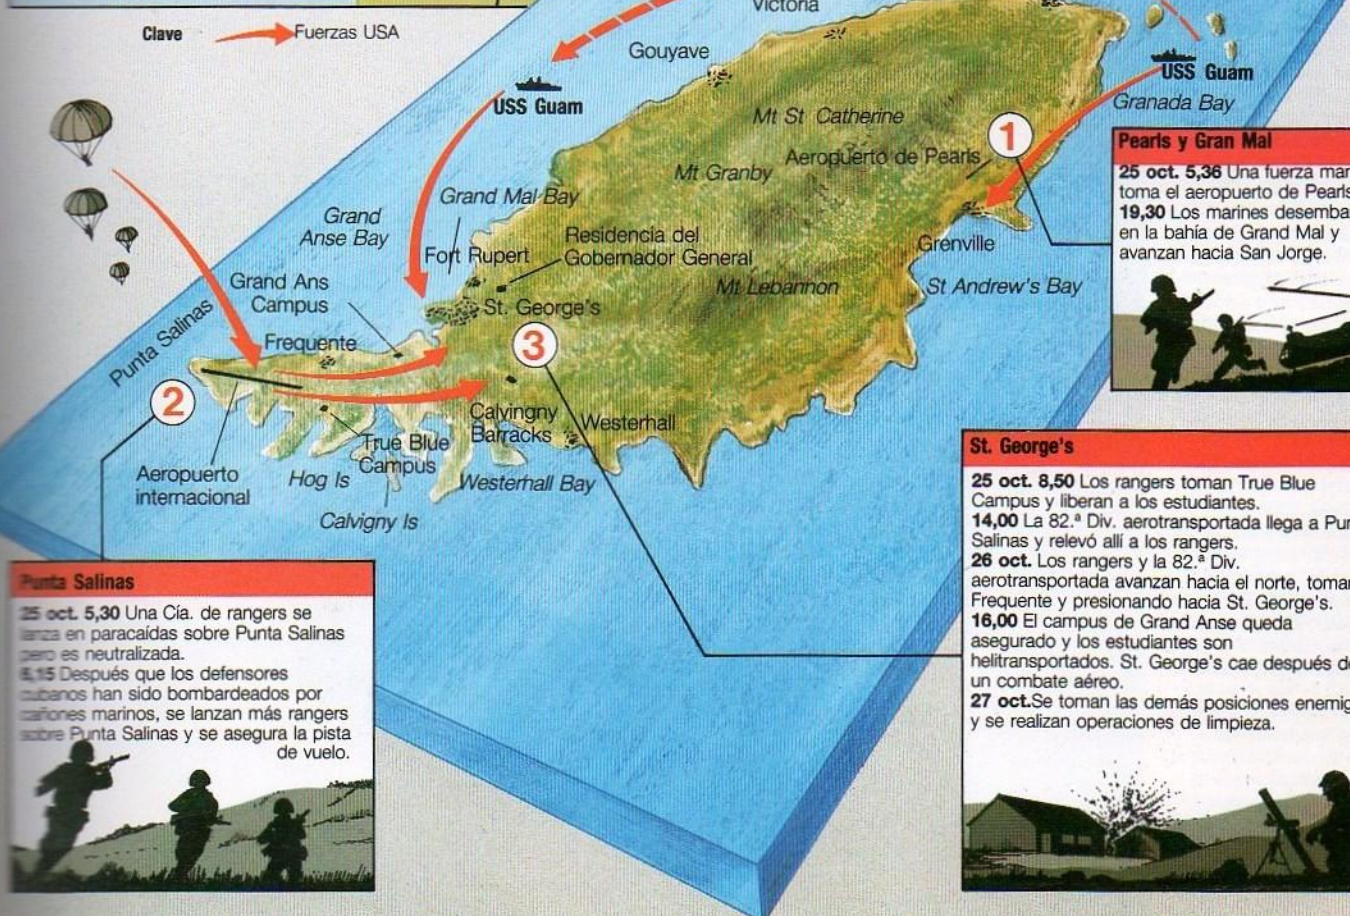 Clave
Fuerzas USA
Victoria
Gouyave
USS Guam
USS Guam
Granada Bay
Mt St Catherine
Aeropuerto de Pearls
Mt Granby
1
Grand Mal Bay
Grand
Anse Bay
Fort Rupert
Residencia del
Gobernador General
Grenville
Mt Lebannon
St Andrew's Bay
Grand Ans
Campus
St. George's
Punta Salinas
Frequente
3
2
Calvingny
Barracks
Westerhall
True Blue
Campus
Aeropuerto
internacional
Hog Is
Westerhall Bay
Calvigny Is
Pearls y Gran Mal
25 oct. 5,36 Una fuerza mar
toma el aeropuerto de Pearls
19,30 Los marines desemba
en la bahía de Grand Mal y
avanzan hacia San Jorge.
St. George's
25 oct. 8,50 Los rangers toman True Blue
Campus y liberan a los estudiantes.
14,00 La 82.ª Div. aerotransportada llega a Pun
Salinas y relevó allí a los rangers.
26 oct. Los rangers y la 82.ª Div.
aerotransportada avanzan hacia el norte, toman
Frequente y presionando hacia St. George's.
16,00 El campus de Grand Anse queda
asegurado y los estudiantes son
helitransportados. St. George's cae después de
un combate aéreo.
27 oct.Se toman las demás posiciones enemig
y se realizan operaciones de limpieza.
Punta Salinas
25 oct. 5,30 Una Cía. de rangers se
lanza en paracaídas sobre Punta Salinas
pero es neutralizada.
6,15 Después que los defensores
cubanos han sido bombardeados por
cañones marinos, se lanzan más rangers
sobre Punta Salinas y se asegura la pista
de vuelo.